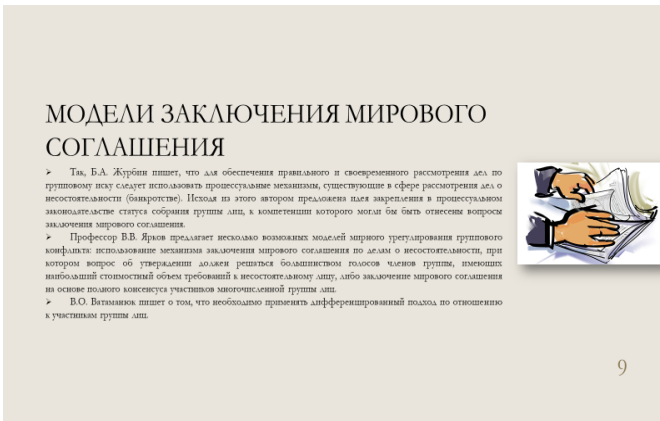 МОДЕЛИ ЗАКЛЮЧЕНИЯ МИРОВОГО
СОГЛАШЕНИЯ
➢ Так, Б.А. Журбин пишет, что для обеспечения правильного и своевременного рассмотрения дел по
групповому иску следует использовать процессуальные механизмы, существующие в сфере рассмотрения дел о
несостоятельности (банкротстве). Исходя из этого автором предложена идея закрепления в процессуальном
законодательстве статуса собрания группы лиц, к компетенции которого могли бы быть отнесены вопросы
заключения мирового соглашения.
➢ Профессор В.В. Ярков предлагает несколько возможных моделей мирного урегулирования группового
конфликта: использование механизма заключения мирового соглашения по делам о несостоятельности, при
котором вопрос об утверждении должен решаться большинством голосов членов группы, имеющих
наибольший стоимостный объем требований к несостоятельному лицу, либо заключение мирового соглашения
на основе полного консенсуса участников многочисленной группы лиц.
➢ В.О. Ватаманюк пишет о том, что необходимо применять дифференцированный подход по отношению
к участникам группы лиц.
9